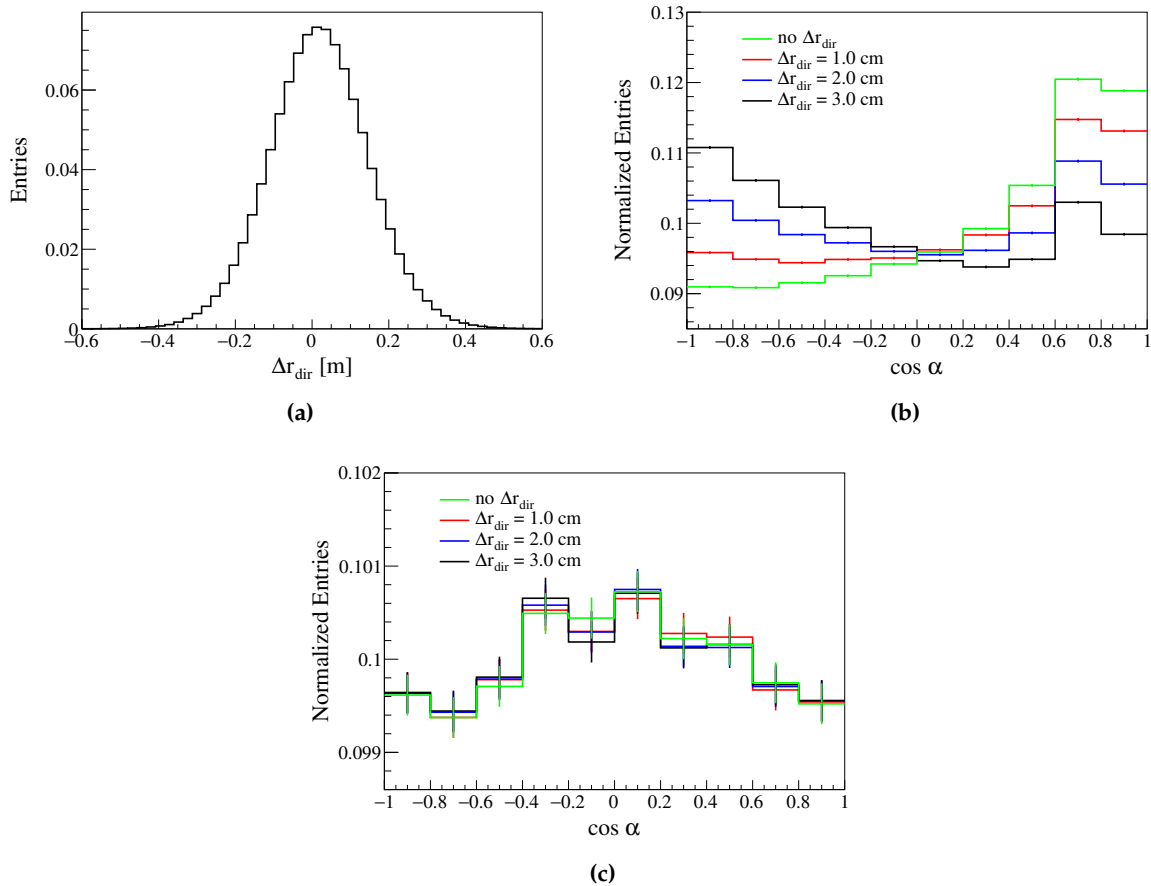 0.06
0.04
0.02
0
Entries
−0.6 −0.4 −0.2 0 0.2 0.4 0.6
Δr_dir [m]
(a)
0.13
0.12
0.11
0.1
0.09
Normalized Entries
no Δr_dir
Δr_dir = 1.0 cm
Δr_dir = 2.0 cm
Δr_dir = 3.0 cm
−1 −0.8 −0.6 −0.4 −0.2 0 0.2 0.4 0.6 0.8 1
cos α
(b)
0.102
0.101
0.1
0.099
Normalized Entries
no Δr_dir
Δr_dir = 1.0 cm
Δr_dir = 2.0 cm
Δr_dir = 3.0 cm
−1 −0.8 −0.6 −0.4 −0.2 0 0.2 0.4 0.6 0.8 1
cos α
(c)